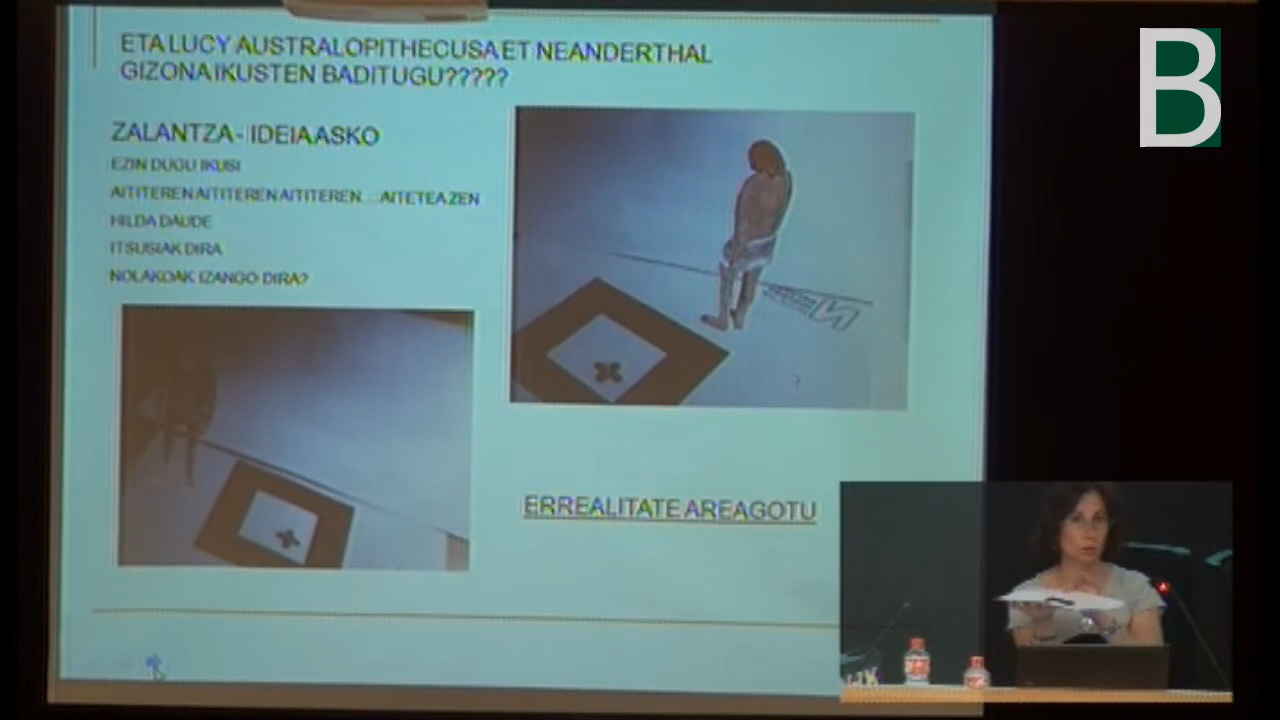 B
ETA LUCY AUSTRALOPITHECUSA ET NEANDERTHAL
GIZONA IKUSTEN BADITUGU?????
ZALANTZA - IDEIA ASKO
EZIN DUGU IKUSI
AITITEREN AITITEREN AITITEREN... AITETEA ZEN
HILDA DAUDE
ITSUSIAK DIRA
NOLAKOAK IZANGO DIRA?
ERREALITATE AREAGOTU